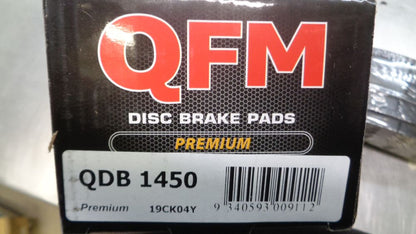 QFM
DISC BRAKE PADS
PREMIUM
QDB 1450
Premium 19CK04Y
9 340593 009112